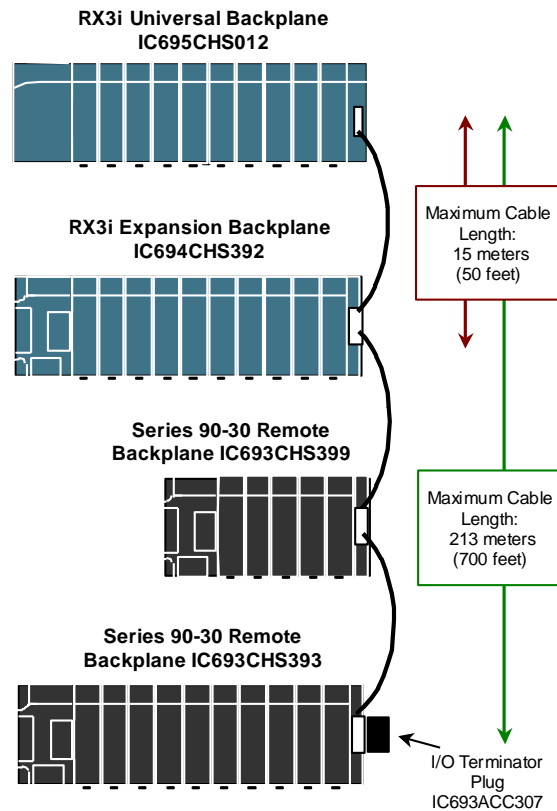 RX3i Universal Backplane
IC695CHS012
Maximum Cable
Length:
15 meters
(50 feet)
RX3i Expansion Backplane
IC694CHS392
Series 90-30 Remote
Backplane IC693CHS399
Maximum Cable
Length:
213 meters
(700 feet)
Series 90-30 Remote
Backplane IC693CHS393
I/O Terminator
Plug
IC693ACC307